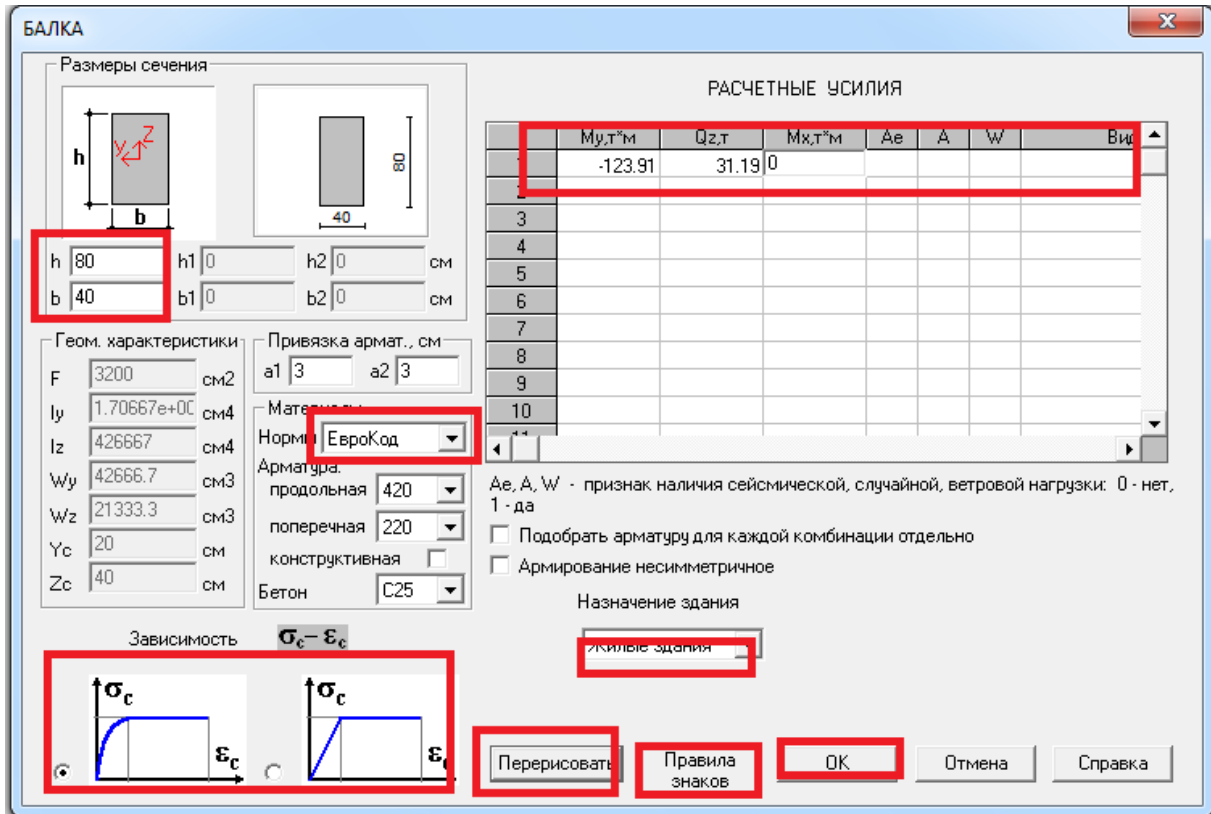 БАЛКА
Размеры сечения
h
b
Y
Z
80
40
h 80 h1 0 h2 0 см
b 40 b1 0 b2 0 см
Геом. характеристики
F 3200 см2
Iy 1.70667e+00 см4
Iz 426667 см4
Wy 42666.7 см3
Wz 21333.3 см3
Yc 20 см
Zc 40 см
Привязка армат., см
a1 3 a2 3
Нормы ЕвроКод
Арматура:
продольная 420
поперечная 220
конструктивная
Бетон C25
Зависимость σc – εc
σc
εc
σc
РАСЧЕТНЫЕ УСИЛИЯ
My,т*м Qz,т Mx,т*м Ae A W
-123.91 31.19 0
2
3
4
5
6
7
8
9
10
Ae, A, W - признак наличия сейсмической, случайной, ветровой нагрузки: 0 - нет,
1 - да
Подобрать арматуру для каждой комбинации отдельно
Армирование несимметричное
Назначение здания
Жилые здания
Перерисовать
Правила
знаков
OK
Отмена
Справка